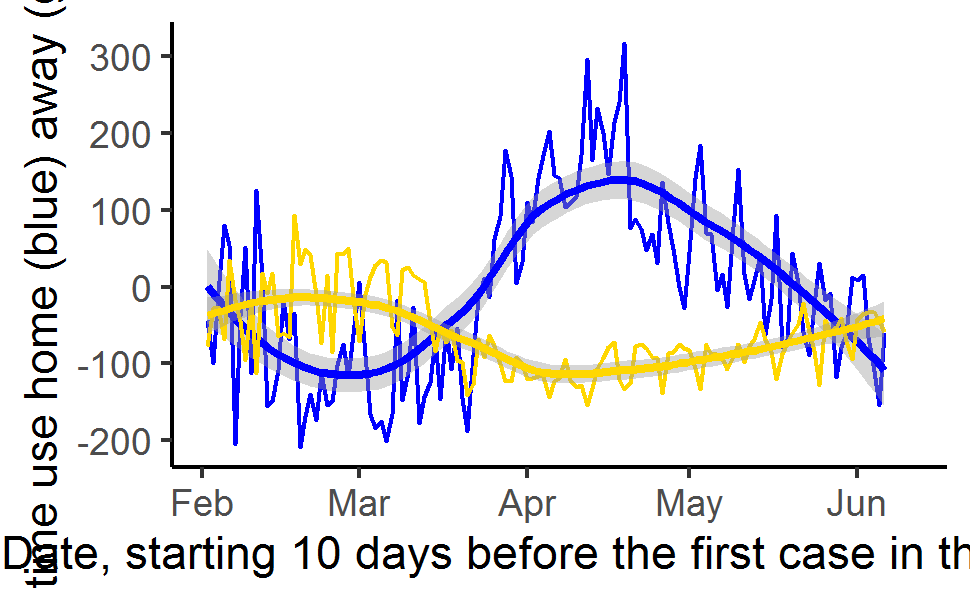 time use home (blue) away (
300
200
100
0
-100
-200
Feb Mar Apr May Jun
Date, starting 10 days before the first case in th